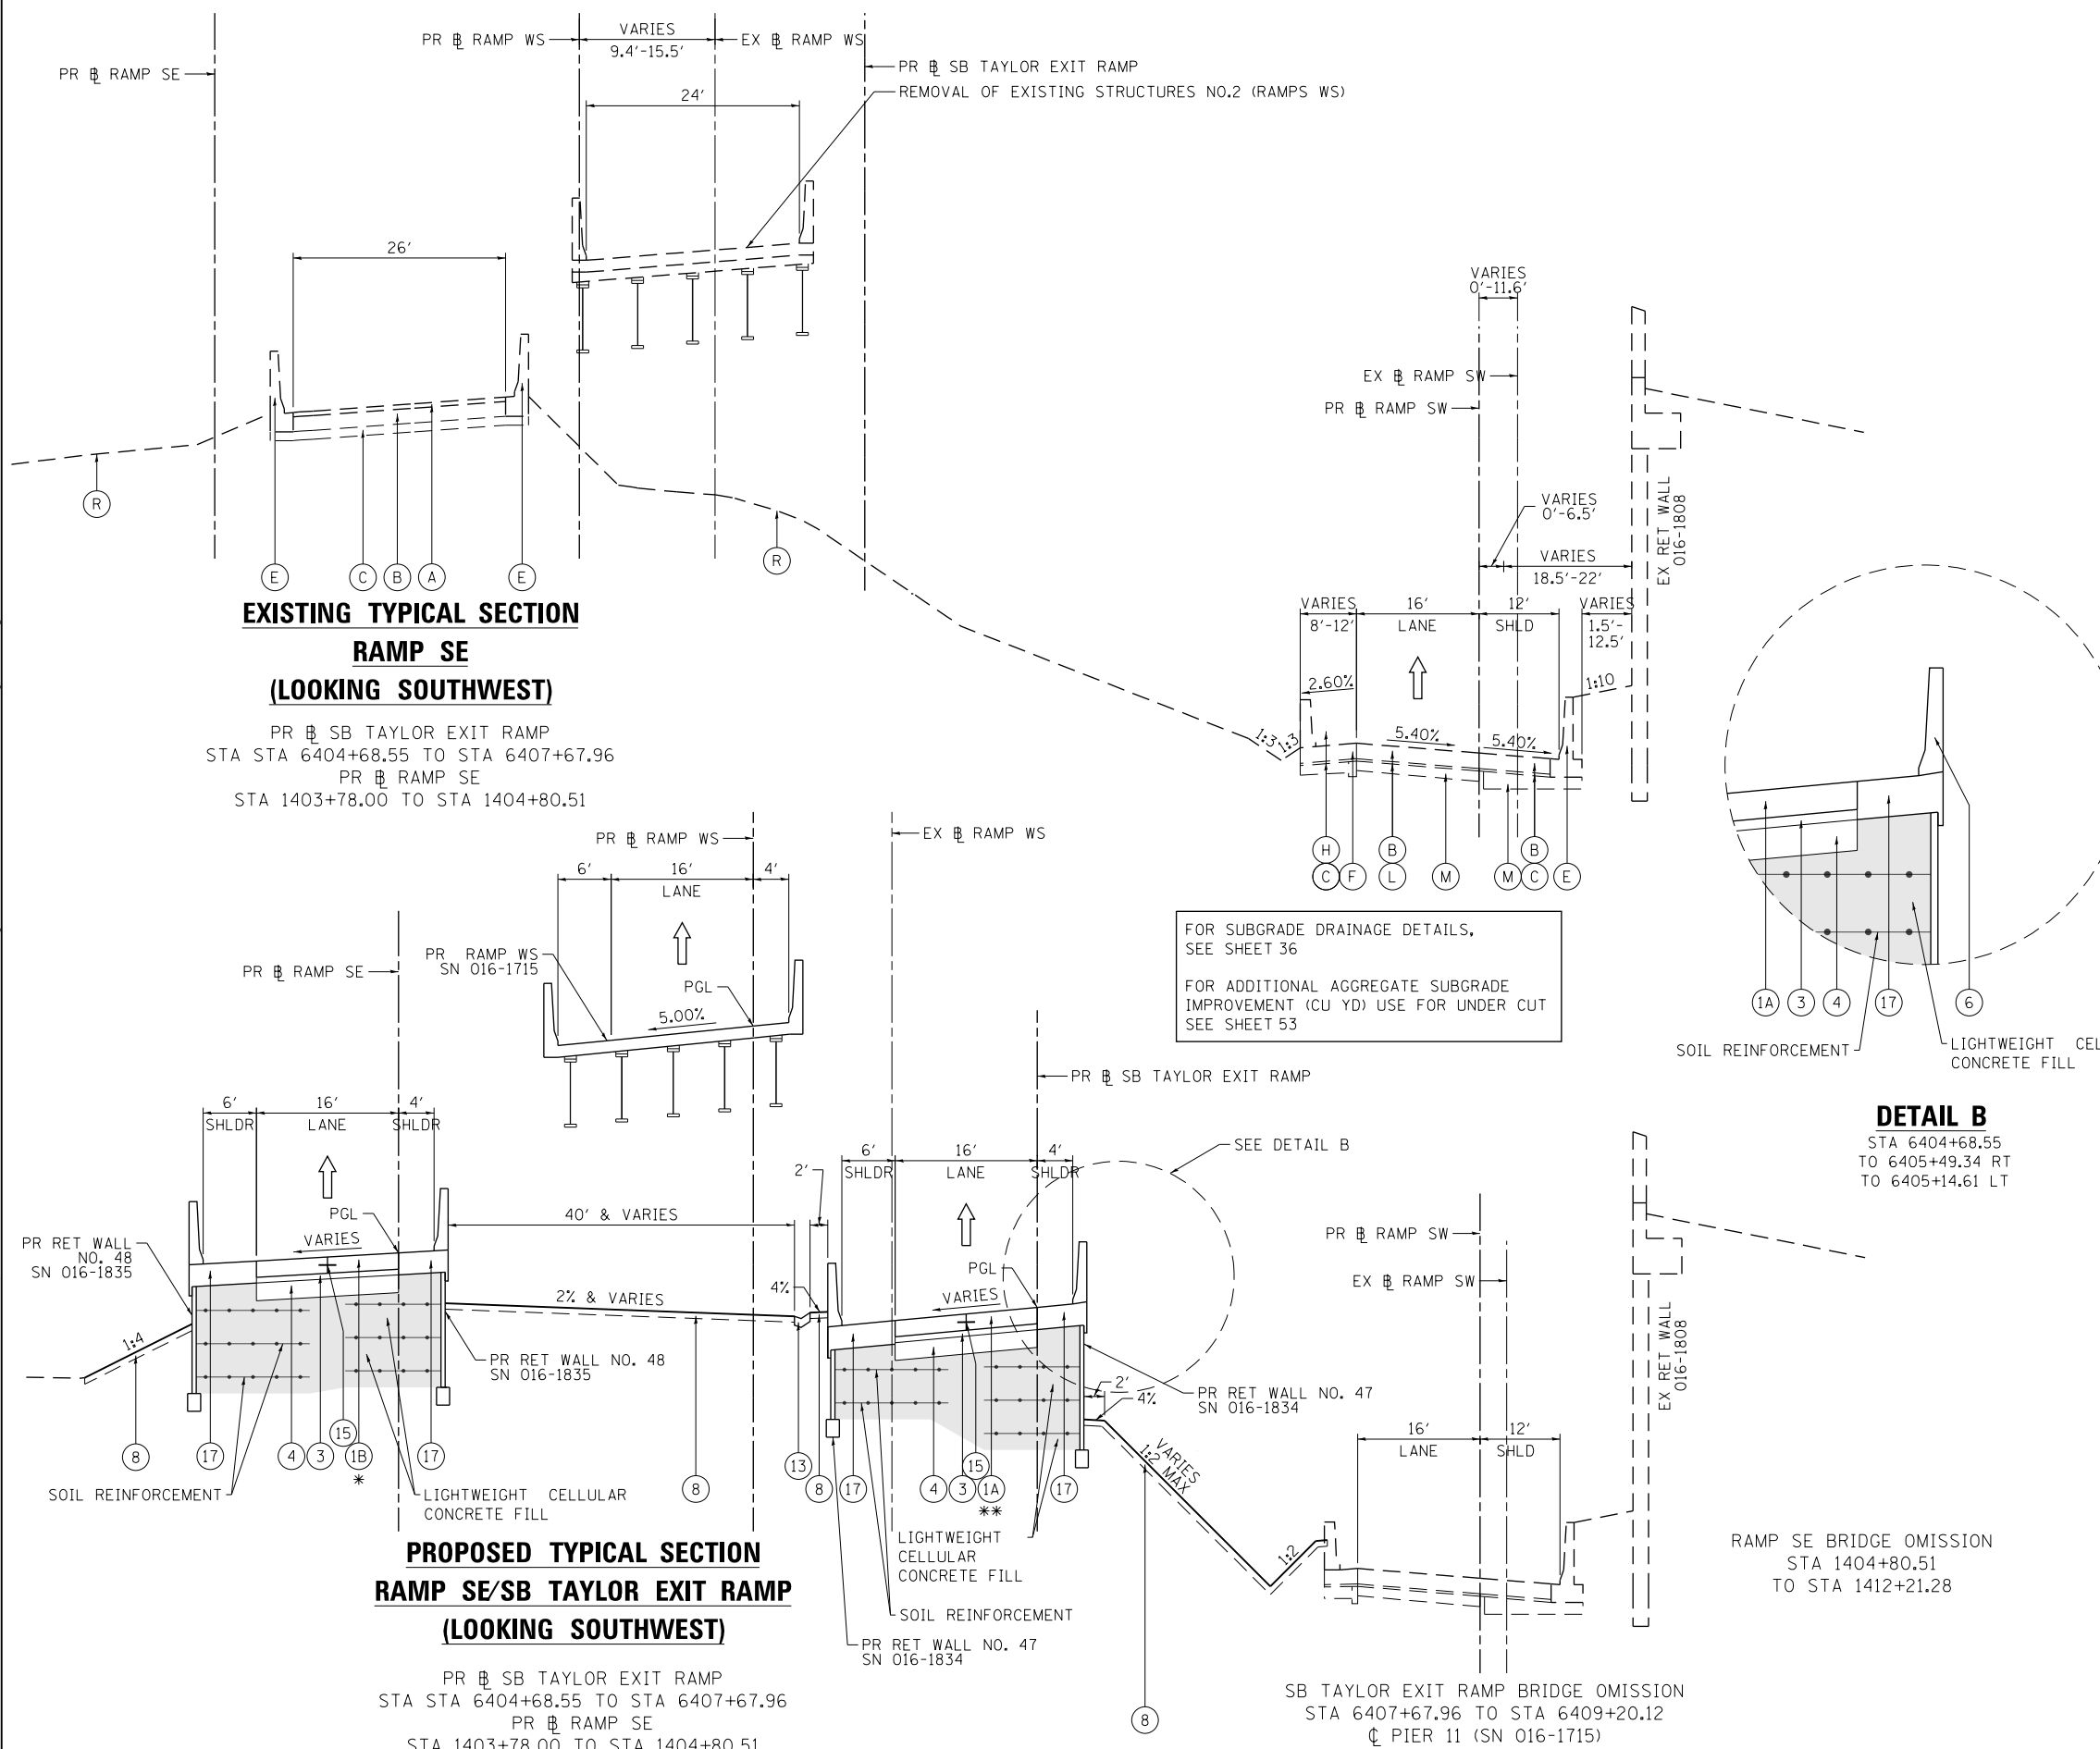 PR ℄ RAMP SE
PR ℄ RAMP WS
VARIES
9.4'-15.5'
EX ℄ RAMP WS
PR ℄ SB TAYLOR EXIT RAMP
REMOVAL OF EXISTING STRUCTURES NO.2 (RAMPS WS)
24'
26'
R
R
E
C
B
A
E
EXISTING TYPICAL SECTION
RAMP SE
(LOOKING SOUTHWEST)
PR ℄ SB TAYLOR EXIT RAMP
STA STA 6404+68.55 TO STA 6407+67.96
PR ℄ RAMP SE
STA 1403+78.00 TO STA 1404+80.51
VARIES
0'-11.6'
EX ℄ RAMP SW
PR ℄ RAMP SW
VARIES
0'-6.5'
VARIES
18.5'-22'
EX RET WALL
016-1808
VARIES
8'-12'
16'
LANE
12'
SHLD
VARIES
1.5'-
12.5'
2.60%
1:10
1:3
1:3
5.40%
5.40%
H
C
F
B
L
M
M
B
C
E
FOR SUBGRADE DRAINAGE DETAILS,
SEE SHEET 36
FOR ADDITIONAL AGGREGATE SUBGRADE
IMPROVEMENT (CU YD) USE FOR UNDER CUT
SEE SHEET 53
1A
3
4
17
6
SOIL REINFORCEMENT
LIGHTWEIGHT CEL
CONCRETE FILL
DETAIL B
STA 6404+68.55
TO 6405+49.34 RT
TO 6405+14.61 LT
PR ℄ RAMP WS
EX ℄ RAMP WS
6'
16'
LANE
4'
PR RAMP WS
SN 016-1715
PGL
5.00%
PR ℄ RAMP SE
PR ℄ SB TAYLOR EXIT RAMP
6'
SHLDR
16'
LANE
4'
SHLDR
PGL
VARIES
PR RET WALL
NO. 48
SN 016-1835
1:4
40' & VARIES
2'
2% & VARIES
4%
PR RET WALL NO. 48
SN 016-1835
6'
SHLDR
16'
LANE
4'
SHLDR
SEE DETAIL B
PGL
VARIES
2'
4%
PR RET WALL NO. 47
SN 016-1834
VARIES
1:2 MAX
1:2
8
17
4
3
15
1B
*
17
SOIL REINFORCEMENT
LIGHTWEIGHT CELLULAR
CONCRETE FILL
8
13
8
17
4
3
15
1A
**
17
LIGHTWEIGHT
CELLULAR
CONCRETE FILL
SOIL REINFORCEMENT
PR RET WALL NO. 47
SN 016-1834
8
PR ℄ RAMP SW
EX ℄ RAMP SW
EX RET WALL
016-1808
16'
LANE
12'
SHLD
RAMP SE BRIDGE OMISSION
STA 1404+80.51
TO STA 1412+21.28
PROPOSED TYPICAL SECTION
RAMP SE/SB TAYLOR EXIT RAMP
(LOOKING SOUTHWEST)
PR ℄ SB TAYLOR EXIT RAMP
STA STA 6404+68.55 TO STA 6407+67.96
PR ℄ RAMP SE
STA 1403+78.00 TO STA 1404+80.51
SB TAYLOR EXIT RAMP BRIDGE OMISSION
STA 6407+67.96 TO STA 6409+20.12
℄ PIER 11 (SN 016-1715)